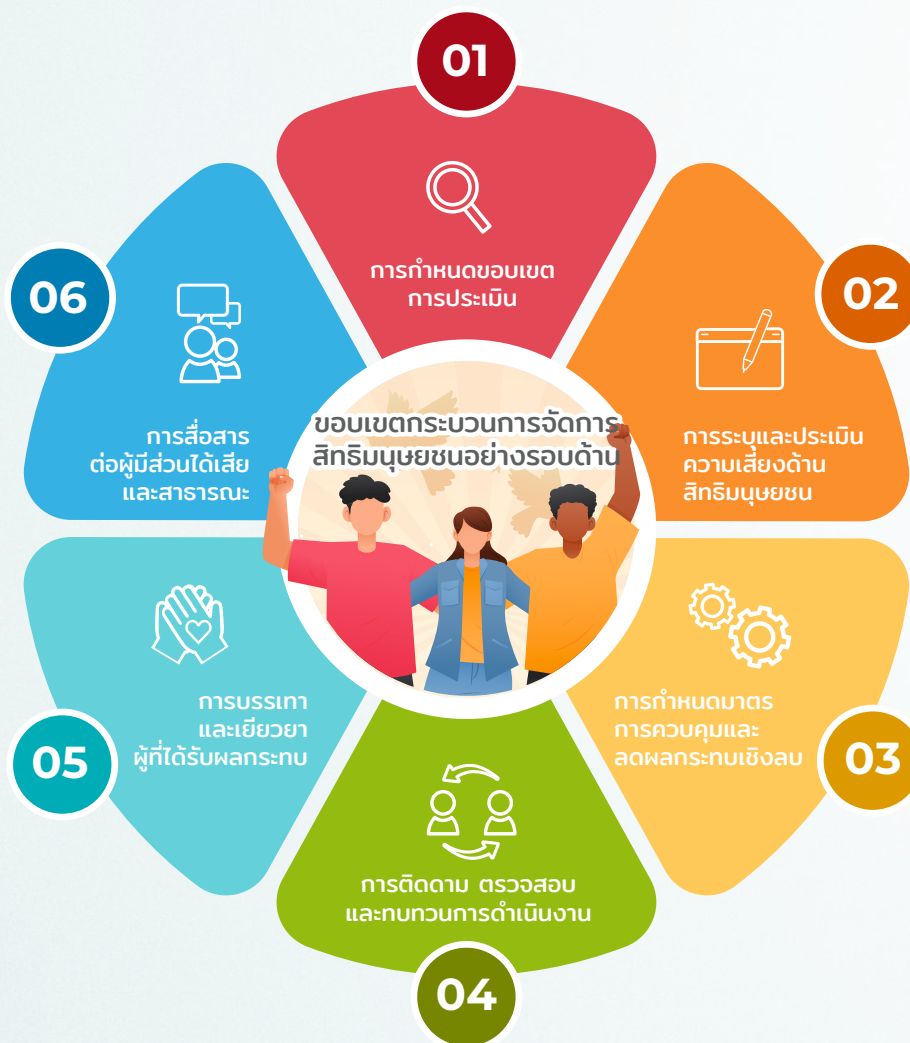 ขอบเขตกระบวนการจัดการ
สิทธิมนุษยชนอย่างรอบด้าน
01
การกำหนดขอบเขต
การประเมิน
02
การระบุและประเมิน
ความเสี่ยงด้าน
สิทธิมนุษยชน
03
การกำหนดมาตร
การควบคุมและ
ลดผลกระทบเชิงลบ
04
การติดตาม ตรวจสอบ
และทบทวนการดำเนินงาน
05
การบรรเทา
และเยียวยา
ผู้ที่ได้รับผลกระทบ
06
การสื่อสาร
ต่อผู้มีส่วนได้เสีย
และสาธารณะ